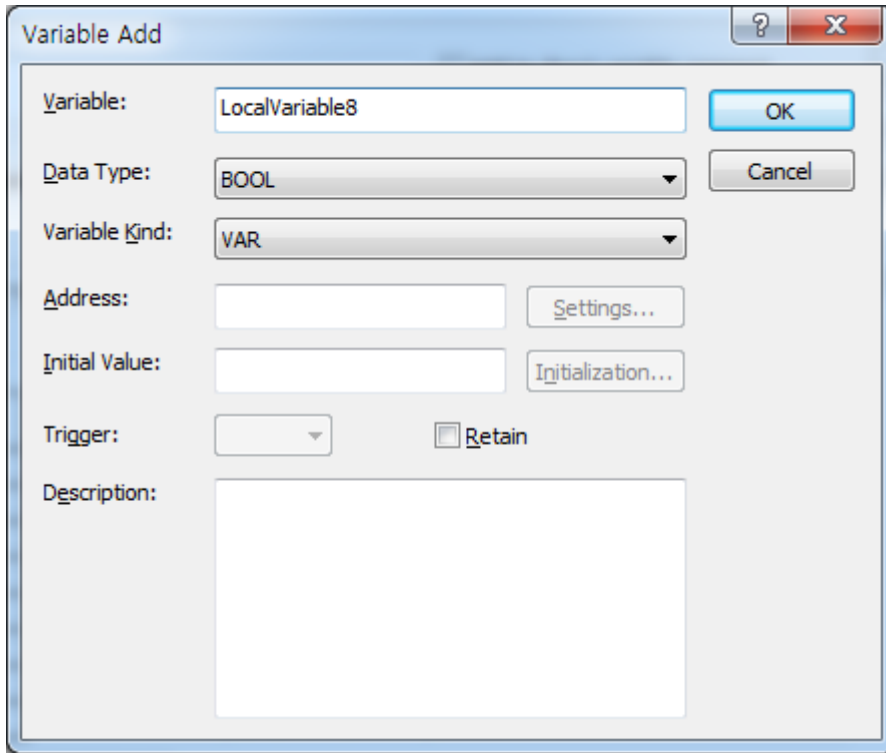 Variable Add
Variable: LocalVariable8 OK
Data Type: BOOL Cancel
Variable Kind: VAR
Address: Settings...
Initial Value: Initialization...
Trigger: Retain
Description: